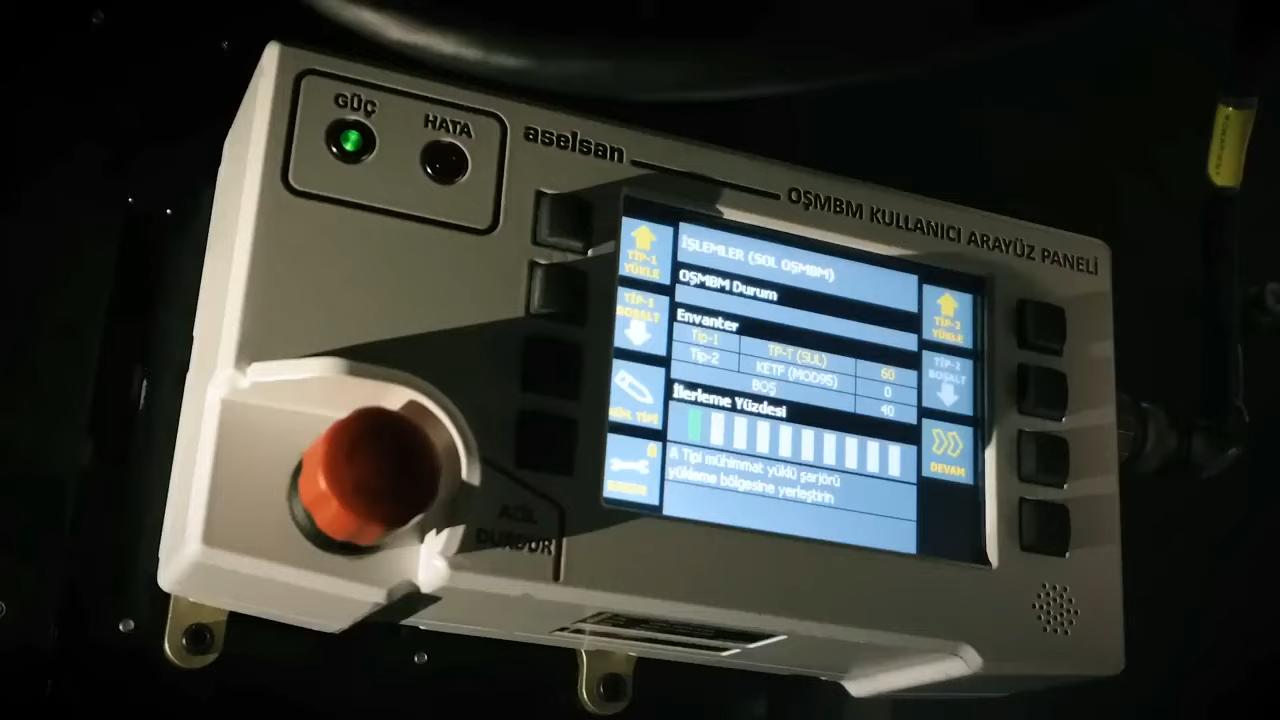 GÜÇ
HATA
aselsan
OŞMBM KULLANICI ARAYÜZ PANELİ
TİP-1
YÜKLE
TİP-1
BOŞALT
TİPİ
İŞLEMLER (SOL OŞMBM)
OŞMBM Durum
Envanter
Tip-1 TP-T (SUL) 60
Tip-2 KETF (MOD95) 0
BOŞ 40
İlerleme Yüzdesi
A Tipi mühimmat yüklü şarjörü
yükleme bölgesine yerleştirin
TİP-2
YÜKLE
TİP-2
BOŞALT
DEVAM
ACİL
DURDUR